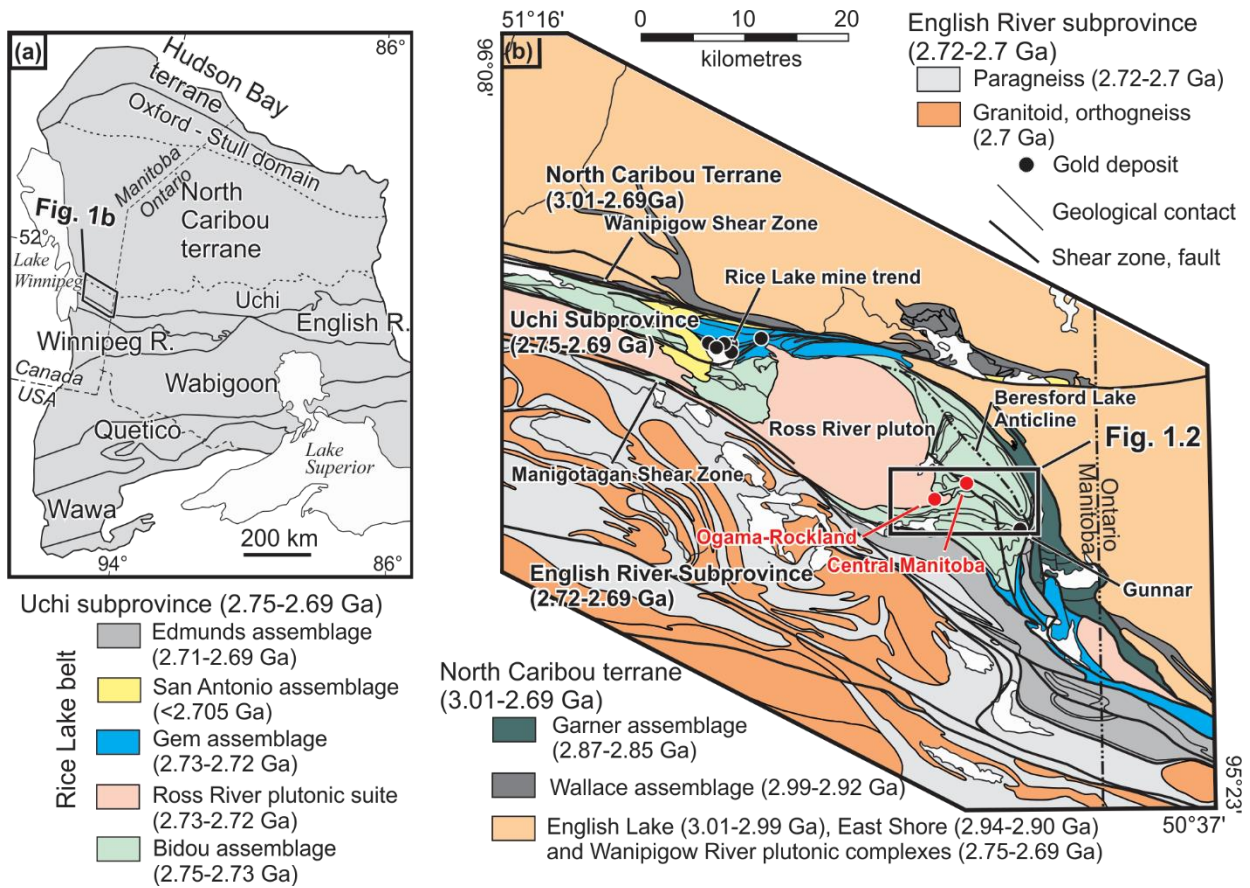 (a)
86°
Hudson Bay
terrane
Oxford - Stull domain
Manitoba
Ontario
North
Caribou
terrane
Fig. 1b
52°
Lake
Winnipeg
Uchi
English R.
Winnipeg R.
Canada
USA
Wabigoon
Quetico
Lake
Superior
Wawa
200 km
94°
86°
Uchi subprovince (2.75-2.69 Ga)
Rice Lake belt
Edmunds assemblage
(2.71-2.69 Ga)
San Antonio assemblage
(<2.705 Ga)
Gem assemblage
(2.73-2.72 Ga)
Ross River plutonic suite
(2.73-2.72 Ga)
Bidou assemblage
(2.75-2.73 Ga)
51°16'
80.96
(b)
0 10 20
kilometres
English River subprovince
(2.72-2.7 Ga)
Paragneiss (2.72-2.7 Ga)
Granitoid, orthogneiss
(2.7 Ga)
Gold deposit
Geological contact
Shear zone, fault
North Caribou Terrane
(3.01-2.69Ga)
Wanipigow Shear Zone
Rice Lake mine trend
Uchi Subprovince
(2.75-2.69 Ga)
Beresford Lake
Anticline
Ross River pluton
Fig. 1.2
Manigotagan Shear Zone
Ontario
Manitoba
Ogama-Rockland
Central Manitoba
English River Subprovince
(2.72-2.69 Ga)
Gunnar
North Caribou terrane
(3.01-2.69 Ga)
Garner assemblage
(2.87-2.85 Ga)
Wallace assemblage (2.99-2.92 Ga)
English Lake (3.01-2.99 Ga), East Shore (2.94-2.90 Ga)
and Wanipigow River plutonic complexes (2.75-2.69 Ga)
95°23'
50°37'